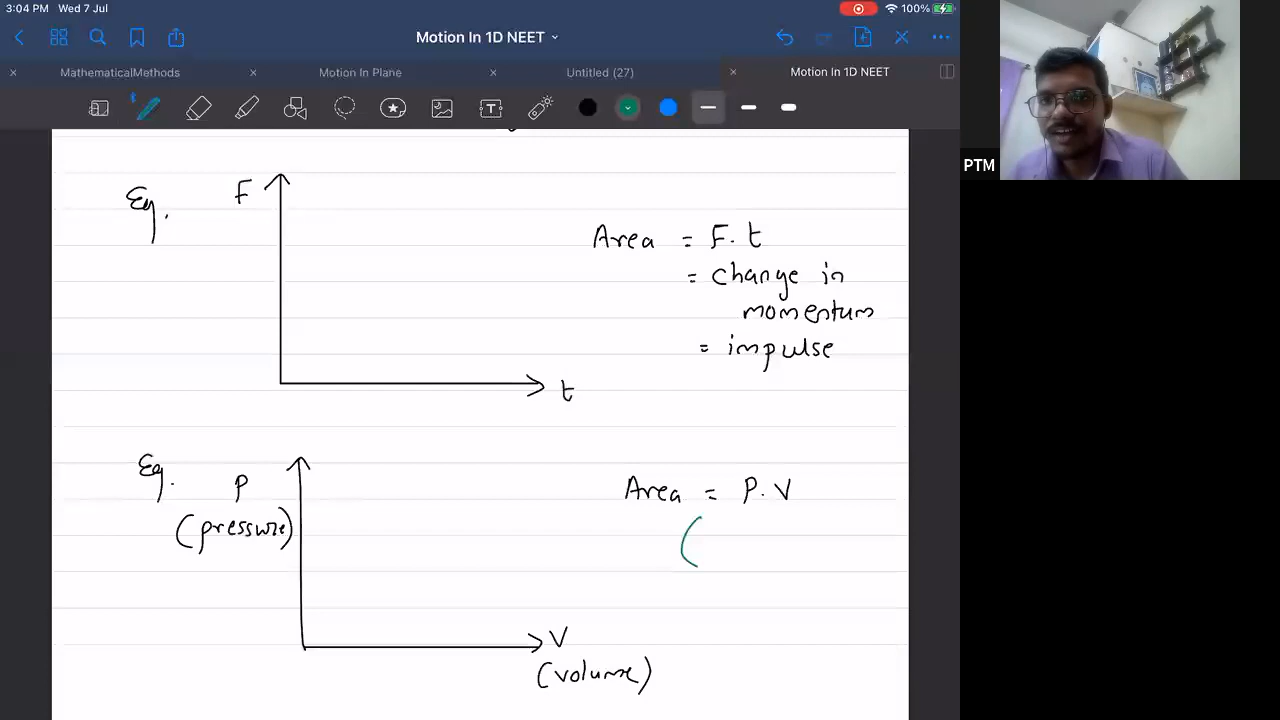 3:04 PM Wed 7 Jul
100%
Motion In 1D NEET
MathematicalMethods
Motion In Plane
Untitled (27)
Motion In 1D NEET
T
PTM
Eg.
F
t
Area = F. t
= change in
momentum
= impulse
Eg.
P
(pressure)
V
(volume)
Area = P. V
(